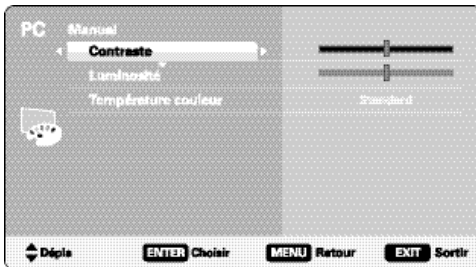 PC Manuel
Contraste
Luminosité
Température couleur Standard
Dépla ENTER Choisir MENU Retour EXIT Sortir